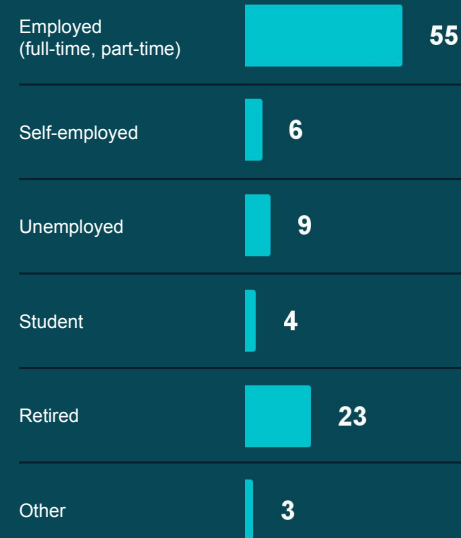 Employed
(full-time, part-time)
55
Self-employed
6
Unemployed
9
Student
4
Retired
23
Other
3